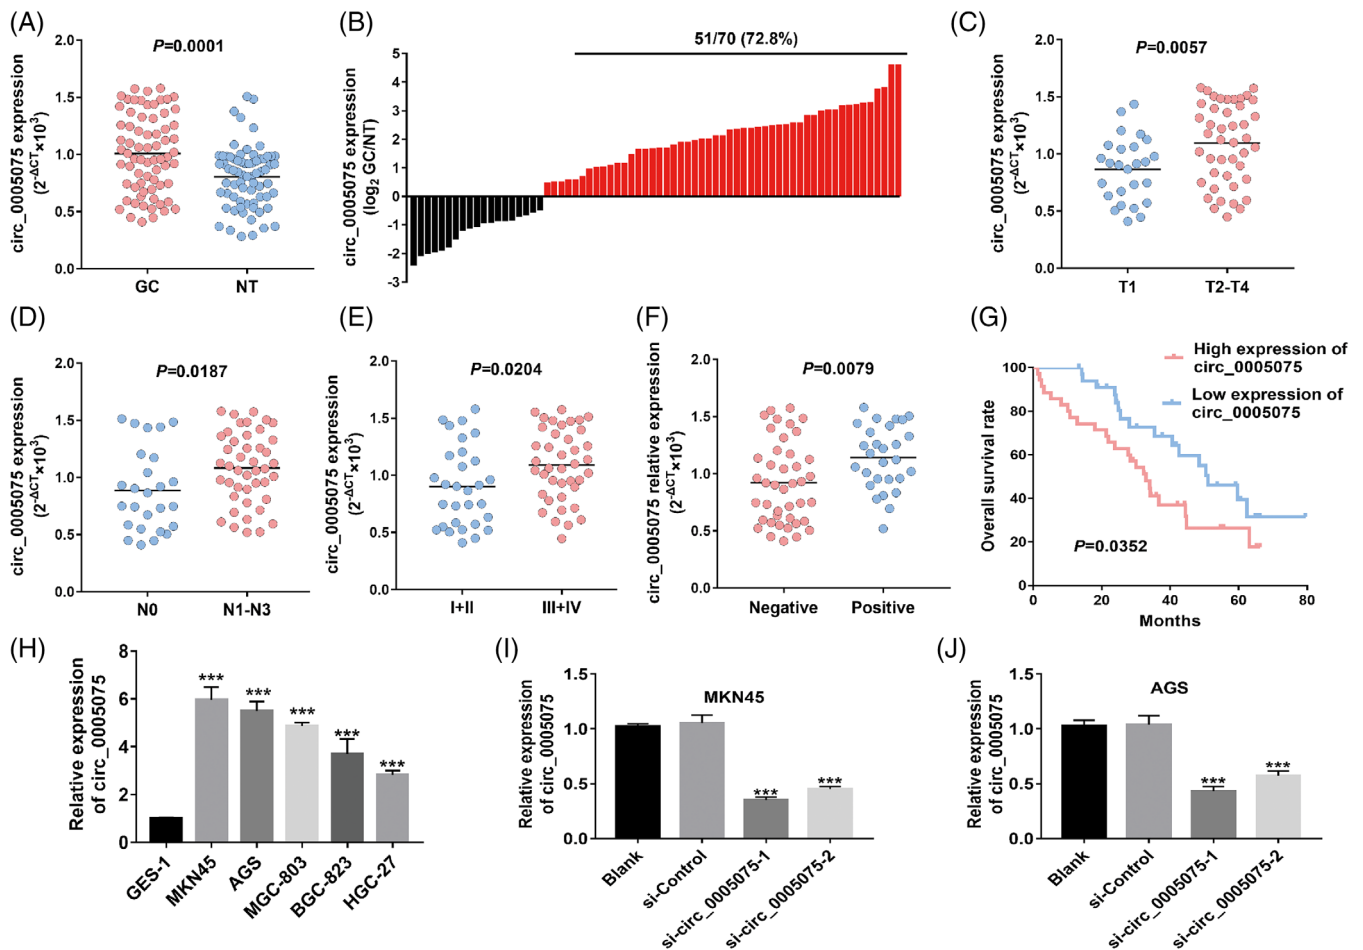 (A)
P=0.0001
circ_0005075 expression
(2-ΔCT×103)
2.0
1.5
1.0
0.5
0.0
GC
NT
(B)
51/70 (72.8%)
circ_0005075 expression
(log2 GC/NT)
5
4
3
2
1
0
-1
-2
-3
(C)
P=0.0057
circ_0005075 expression
(2-ΔCT×103)
2.0
1.5
1.0
0.5
0.0
T1
T2-T4
(D)
P=0.0187
circ_0005075 expression
(2-ΔCT×103)
2.0
1.5
1.0
0.5
0.0
N0
N1-N3
(E)
P=0.0204
circ_0005075 expression
(2-ΔCT×103)
2.0
1.5
1.0
0.5
0.0
I+II
III+IV
(F)
P=0.0079
circ_0005075 relative expression
(2-ΔCT×103)
2.0
1.5
1.0
0.5
0.0
Negative
Positive
(G)
High expression of
circ_0005075
Low expression of
circ_0005075
Overall survival rate
100
80
60
40
20
0
P=0.0352
0
20
40
60
80
Months
(H)
Relative expression
of circ_0005075
8
6
4
2
0
***
***
***
***
***
GES-1
MKN45
AGS
MGC-803
BGC-823
HGC-27
(I)
MKN45
Relative expression
of circ_0005075
1.5
1.0
0.5
0.0
***
***
Blank
si-Control
si-circ_0005075-1
si-circ_0005075-2
(J)
AGS
Relative expression
of circ_0005075
1.5
1.0
0.5
0.0
***
***
Blank
si-Control
si-circ_0005075-1
si-circ_0005075-2